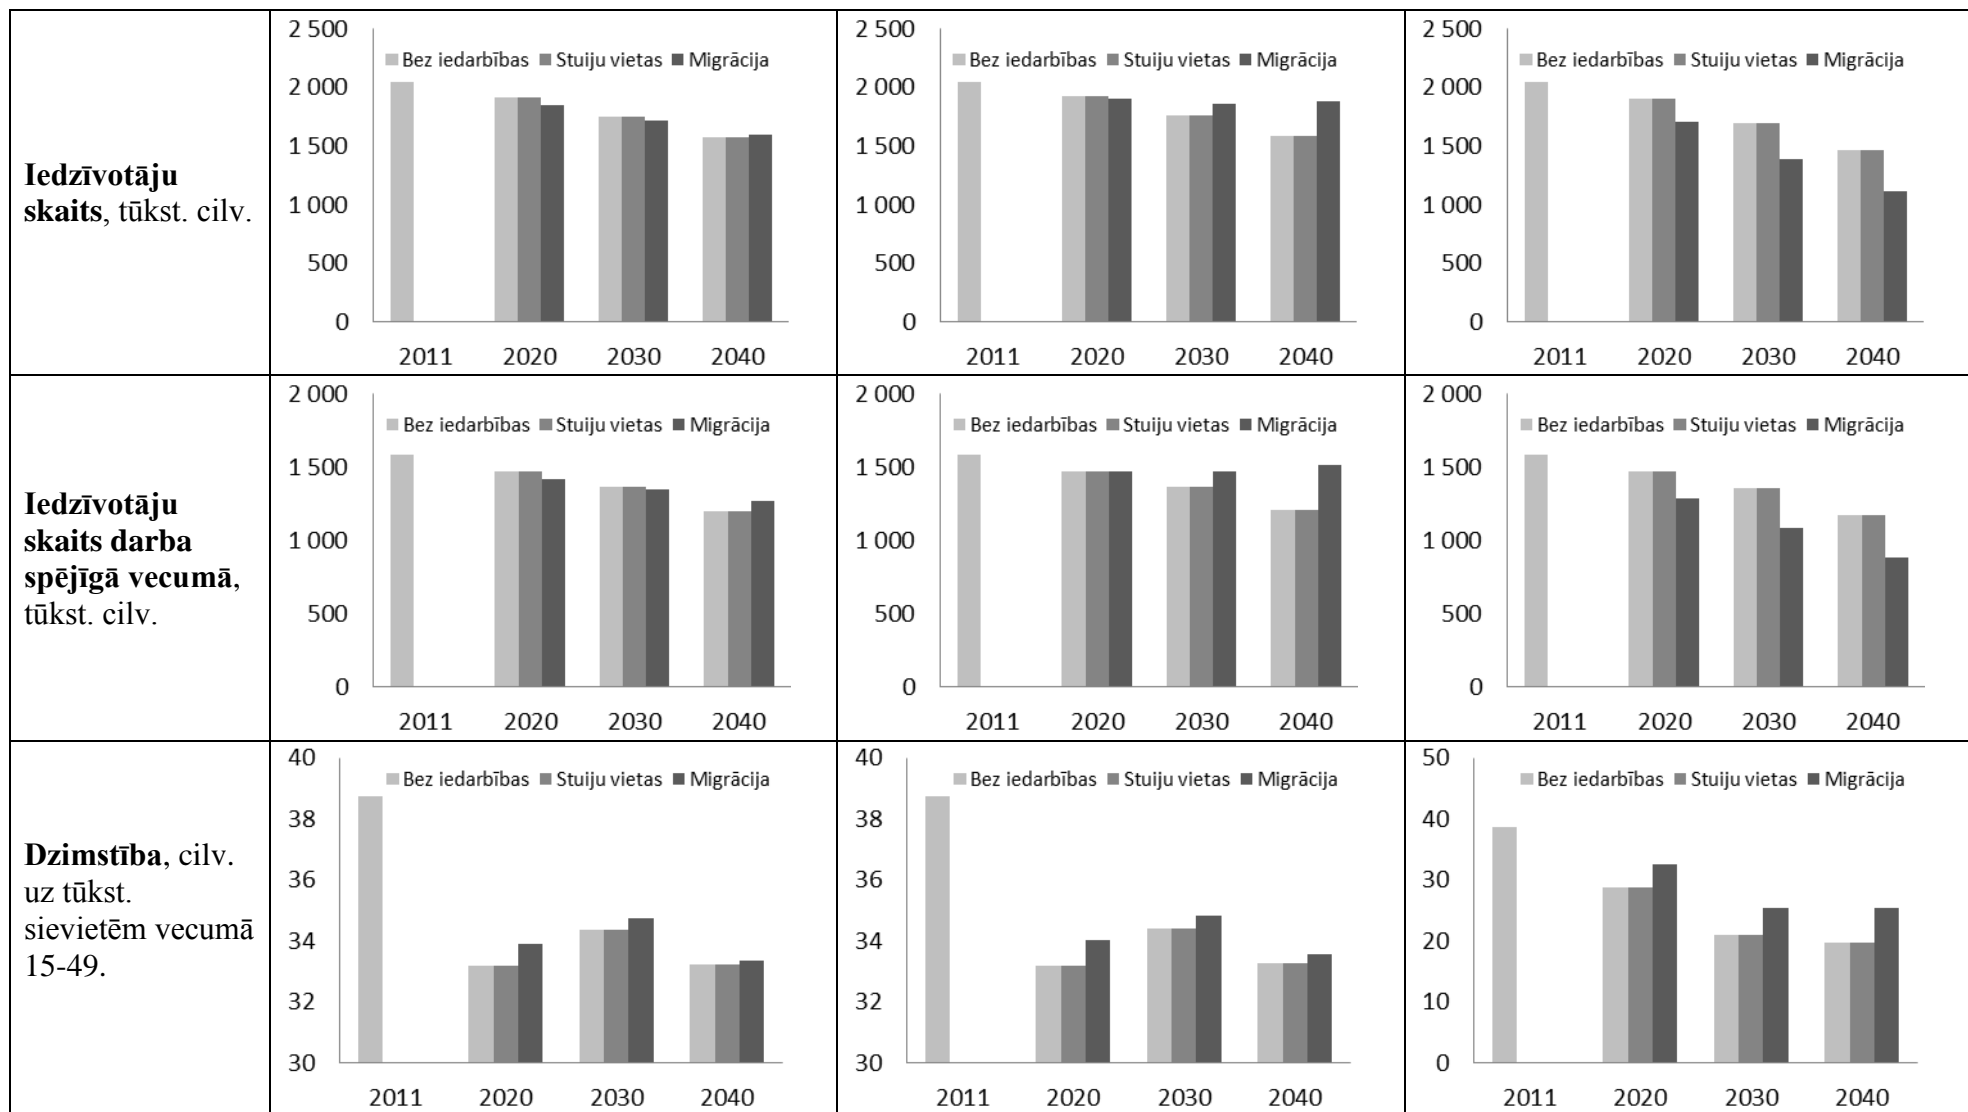 Iedzīvotāju
skaits, tūkst. cilv.
2 500
2 000
1 500
1 000
500
0
Bez iedarbības Stuiju vietas Migrācija
2011 2020 2030 2040
2 500
2 000
1 500
1 000
500
0
Bez iedarbības Stuiju vietas Migrācija
2011 2020 2030 2040
2 500
2 000
1 500
1 000
500
0
Bez iedarbības Stuiju vietas Migrācija
2011 2020 2030 2040
Iedzīvotāju
skaits darba
spējīgā vecumā,
tūkst. cilv.
2 000
1 500
1 000
500
0
Bez iedarbības Stuiju vietas Migrācija
2011 2020 2030 2040
2 000
1 500
1 000
500
0
Bez iedarbības Stuiju vietas Migrācija
2011 2020 2030 2040
2 000
1 500
1 000
500
0
Bez iedarbības Stuiju vietas Migrācija
2011 2020 2030 2040
Dzimstība, cilv.
uz tūkst.
sievietēm vecumā
15-49.
40
38
36
34
32
30
Bez iedarbības Stuiju vietas Migrācija
2011 2020 2030 2040
40
38
36
34
32
30
Bez iedarbības Stuiju vietas Migrācija
2011 2020 2030 2040
50
40
30
20
10
0
Bez iedarbības Stuiju vietas Migrācija
2011 2020 2030 2040